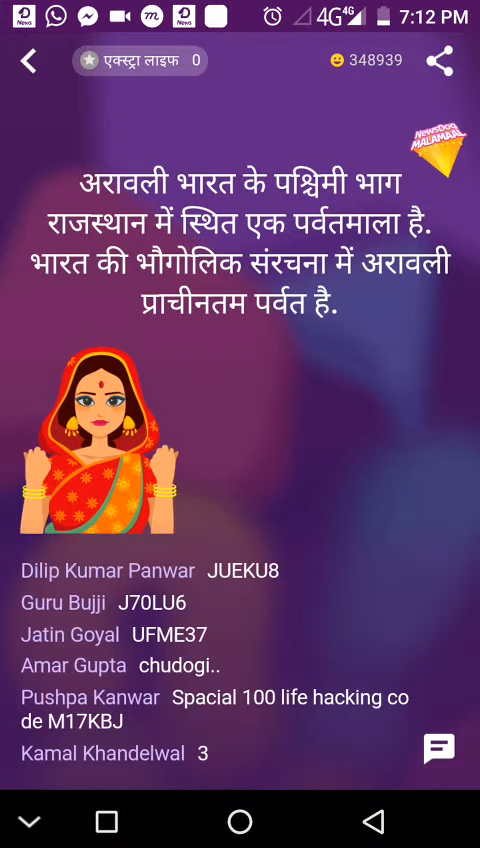 4G 4G 7:12 PM
एक्स्ट्रा लाइफ 0
348939
NewsDog
MALAMAAL
अरावली भारत के पश्चिमी भाग
राजस्थान में स्थित एक पर्वतमाला है.
भारत की भौगोलिक संरचना में अरावली
प्राचीनतम पर्वत है.
Dilip Kumar Panwar JUEKU8
Guru Bujji J70LU6
Jatin Goyal UFME37
Amar Gupta chudogi..
Pushpa Kanwar Spacial 100 life hacking co
de M17KBJ
Kamal Khandelwal 3